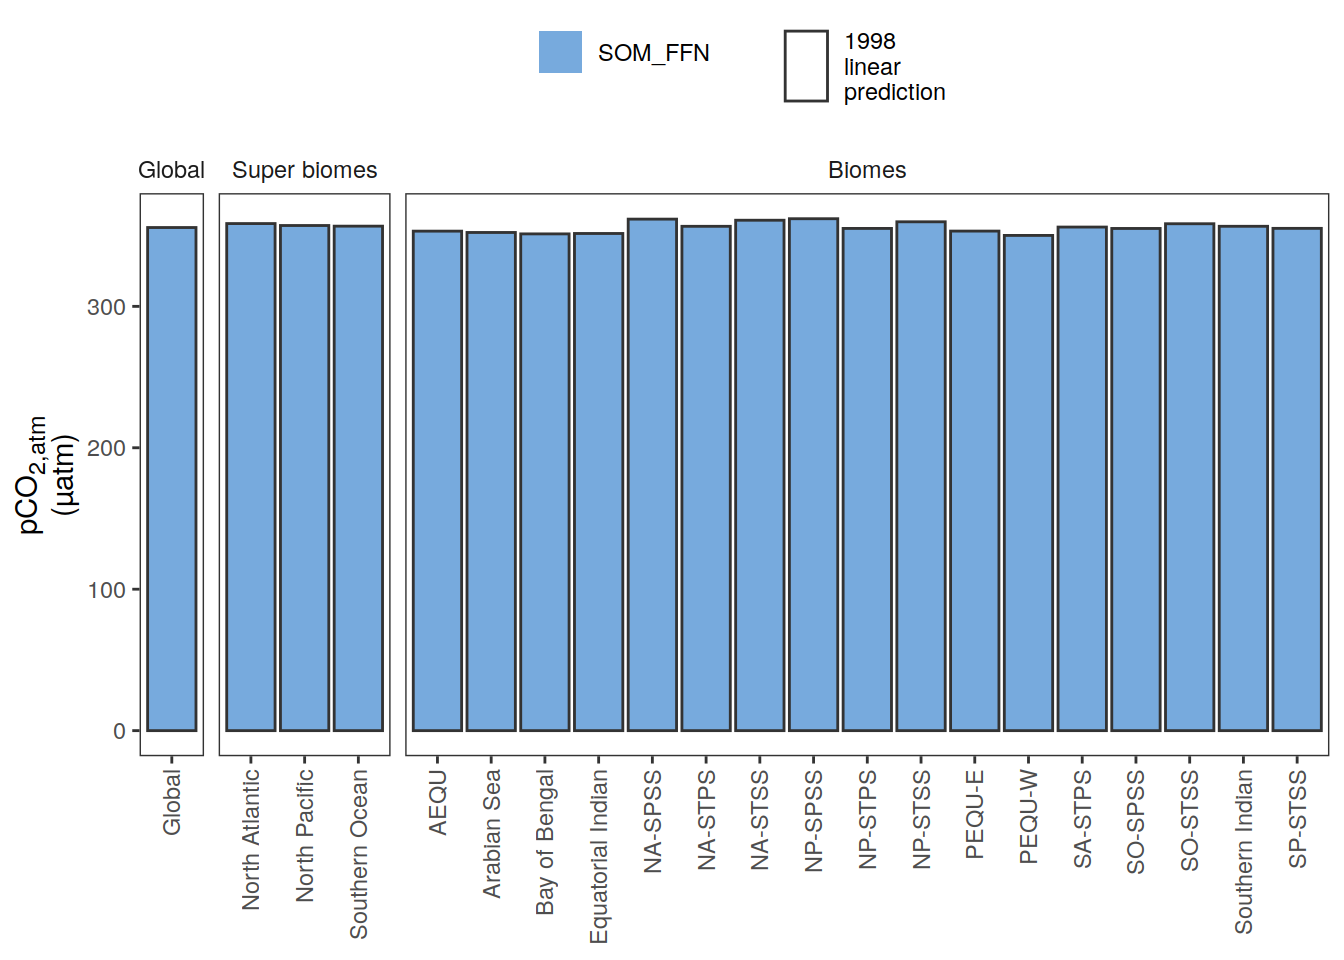 SOM_FFN
1998
linear
prediction
Global
Super biomes
Biomes
pCO2,atm
(µatm)
300
200
100
0
Global
North Atlantic
North Pacific
Southern Ocean
AEQU
Arabian Sea
Bay of Bengal
Equatorial Indian
NA-SPSS
NA-STPS
NA-STSS
NP-SPSS
NP-STPS
NP-STSS
PEQU-E
PEQU-W
SA-STPS
SO-SPSS
SO-STSS
Southern Indian
SP-STSS